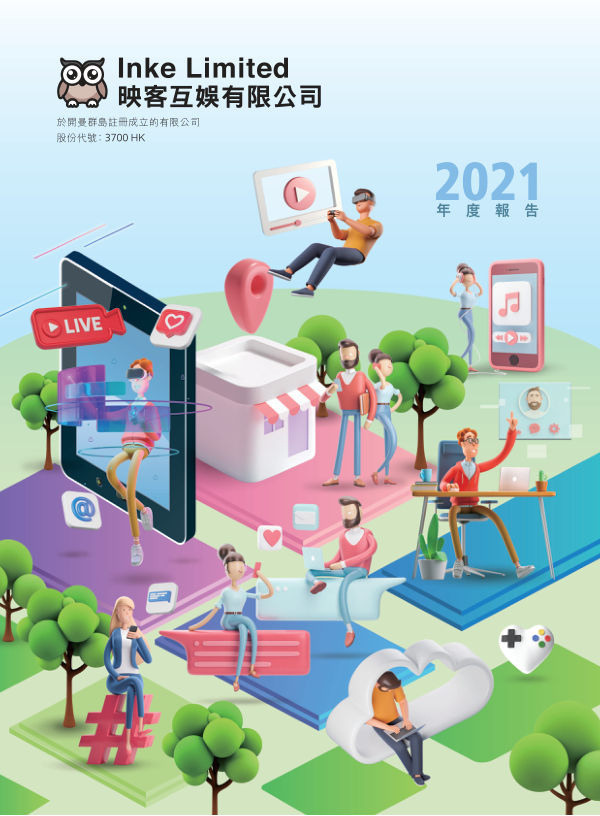 Inke Limited
映客互娛有限公司
於開曼群島註冊成立的有限公司
股份代號：3700 HK
2021
年度報告
LIVE
@
#